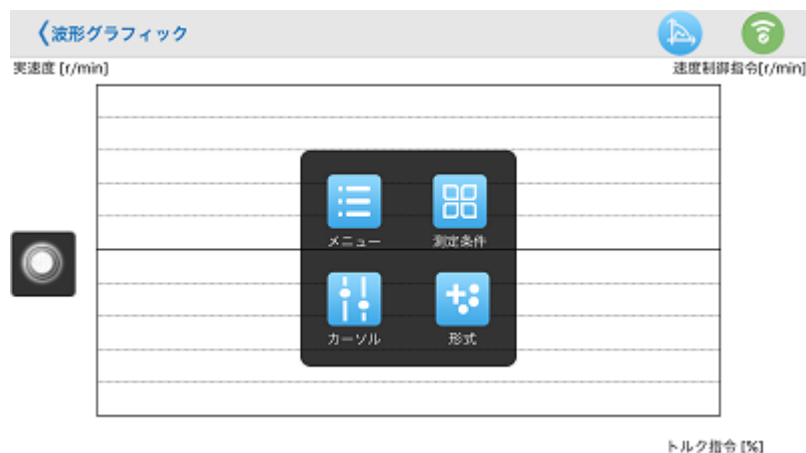 波形グラフィック
実速度 [r/min]
速度制御指令[r/min]
メニュー
測定条件
カーソル
形式
トルク指令 [%]